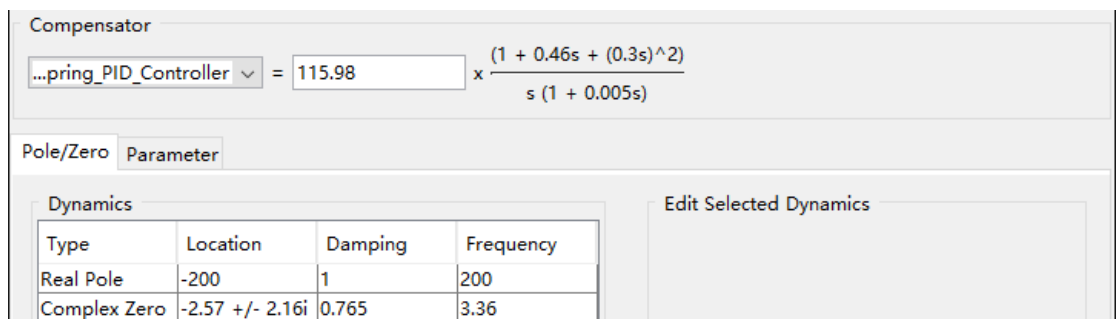 Compensator
...pring_PID_Controller = 115.98 x (1 + 0.46s + (0.3s)^2)
s (1 + 0.005s)
Pole/Zero Parameter
Dynamics Edit Selected Dynamics
Type Location Damping Frequency
Real Pole -200 1 200
Complex Zero -2.57 +/- 2.16i 0.765 3.36